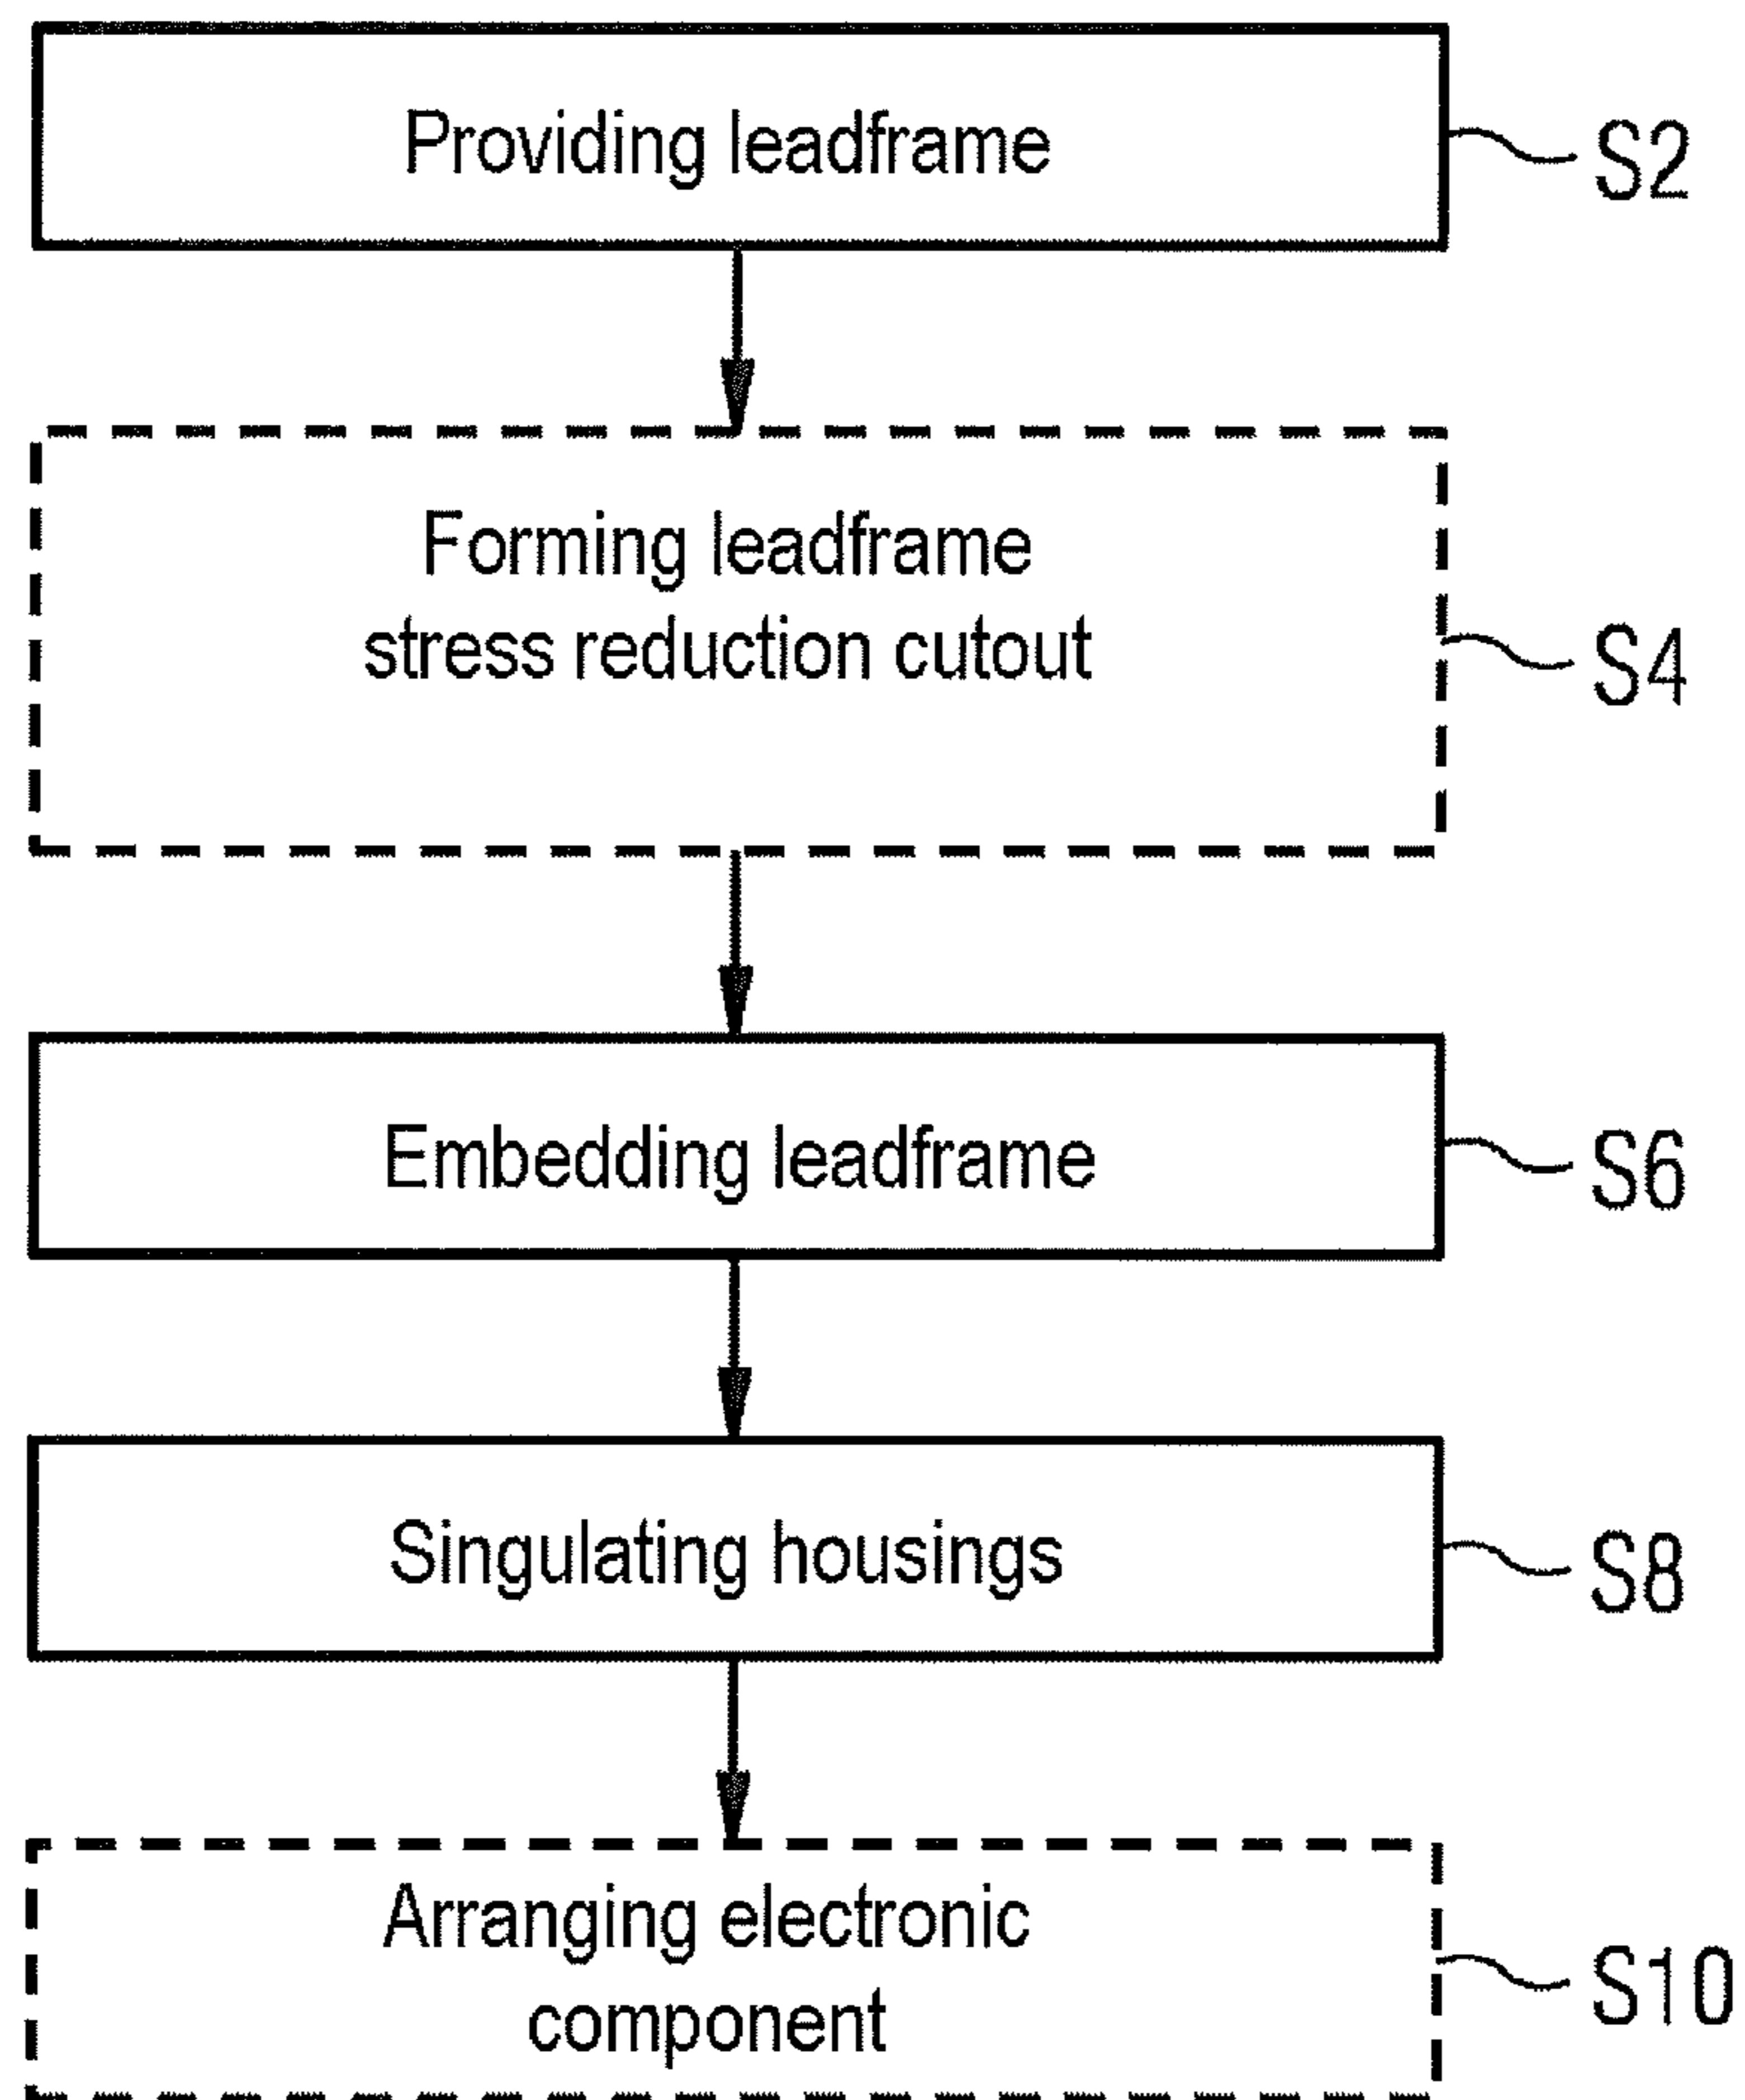 Providing leadframe
S2
Forming leadframe
stress reduction cutout
S4
Embedding leadframe
S6
Singulating housings
S8
Arranging electronic
component
S10